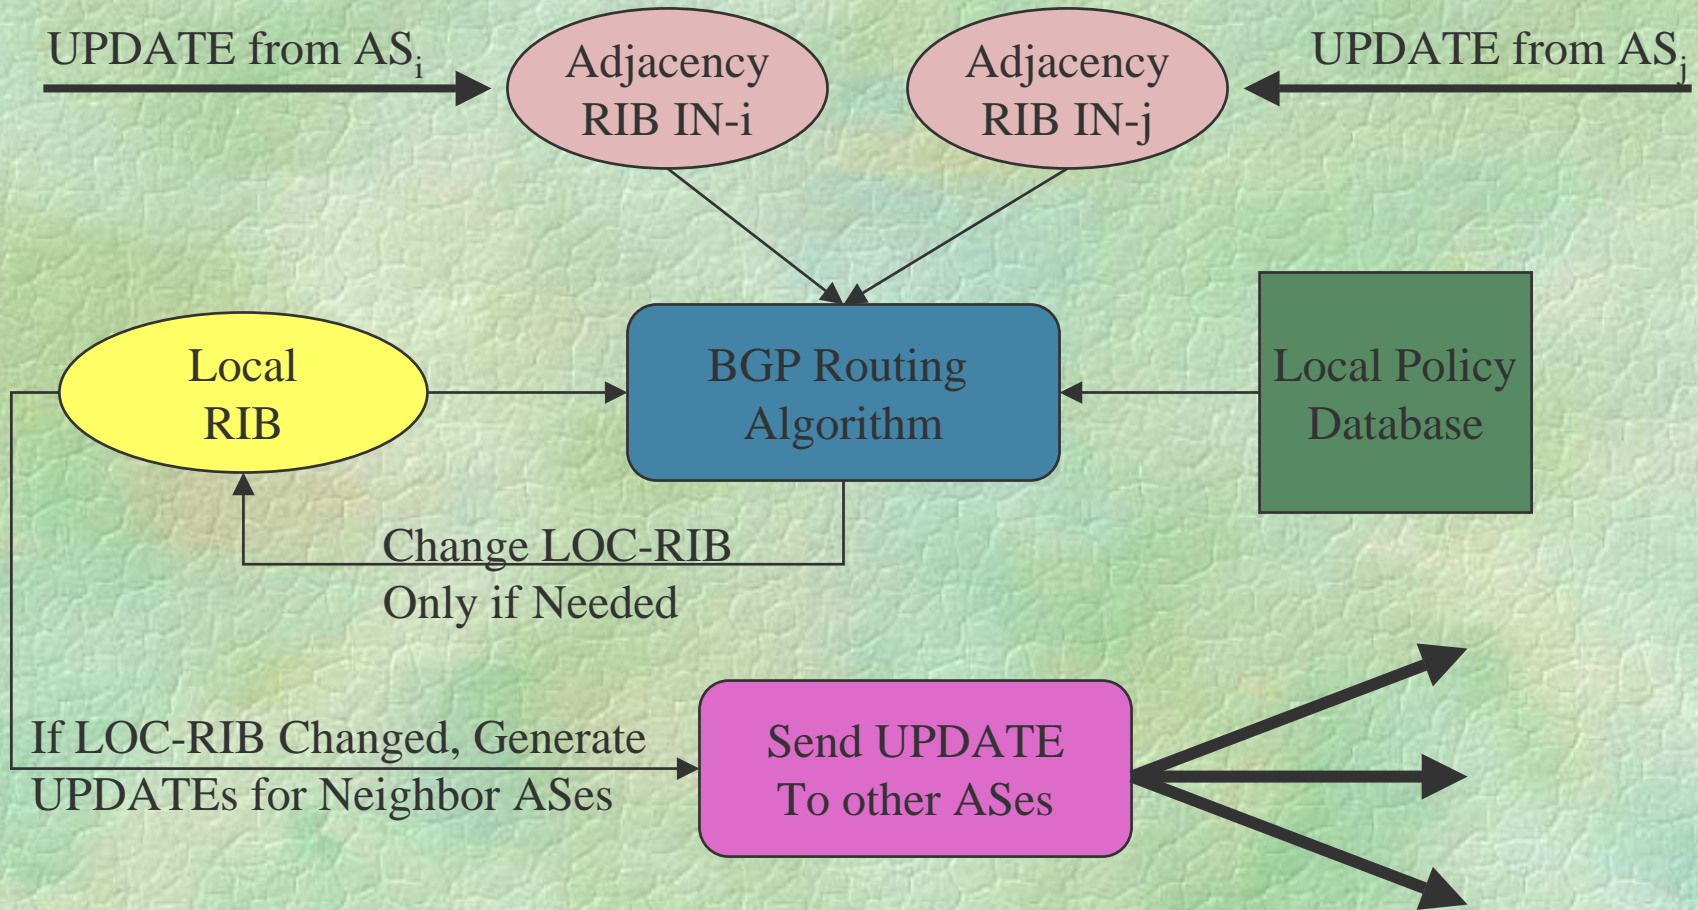 UPDATE from ASi
Adjacency
RIB IN-i
Adjacency
RIB IN-j
UPDATE from ASj
Local
RIB
BGP Routing
Algorithm
Local Policy
Database
Change LOC-RIB
Only if Needed
If LOC-RIB Changed, Generate
UPDATEs for Neighbor ASes
Send UPDATE
To other ASes